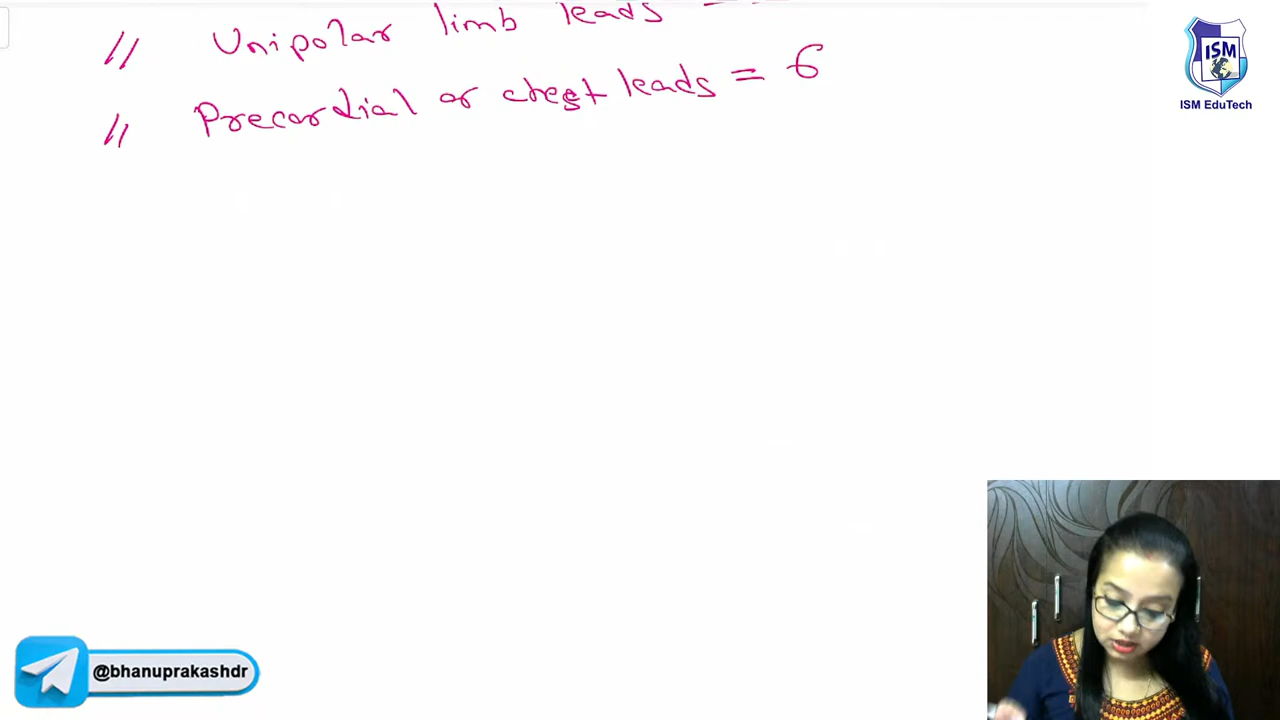 // Unipolar limb leads =
// Precordial or chest leads = 6
ISM
ISM EduTech
@bhanuprakashdr